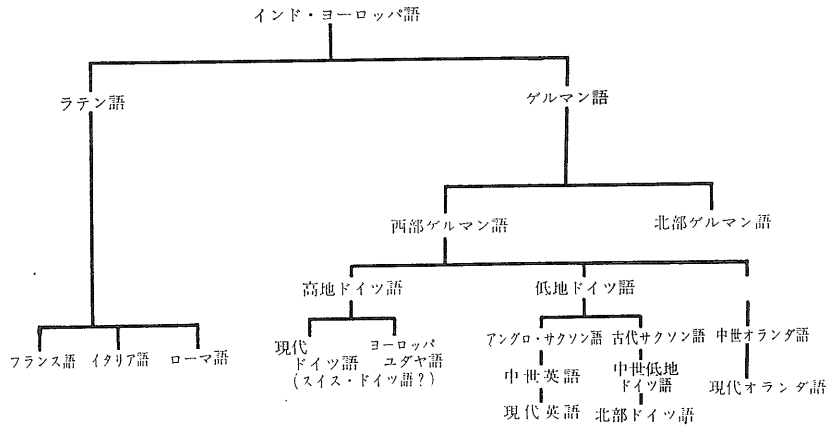 インド・ヨーロッパ語
ラテン語
ゲルマン語
西部ゲルマン語
北部ゲルマン語
高地ドイツ語
低地ドイツ語
フランス語
イタリア語
ローマ語
現代
ドイツ語
(スイス・ドイツ語?)
ヨーロッパ
ユダヤ語
アングロ・サクソン語
古代サクソン語
中世オランダ語
中世英語
中世低地
ドイツ語
現代オランダ語
現代英語
北部ドイツ語